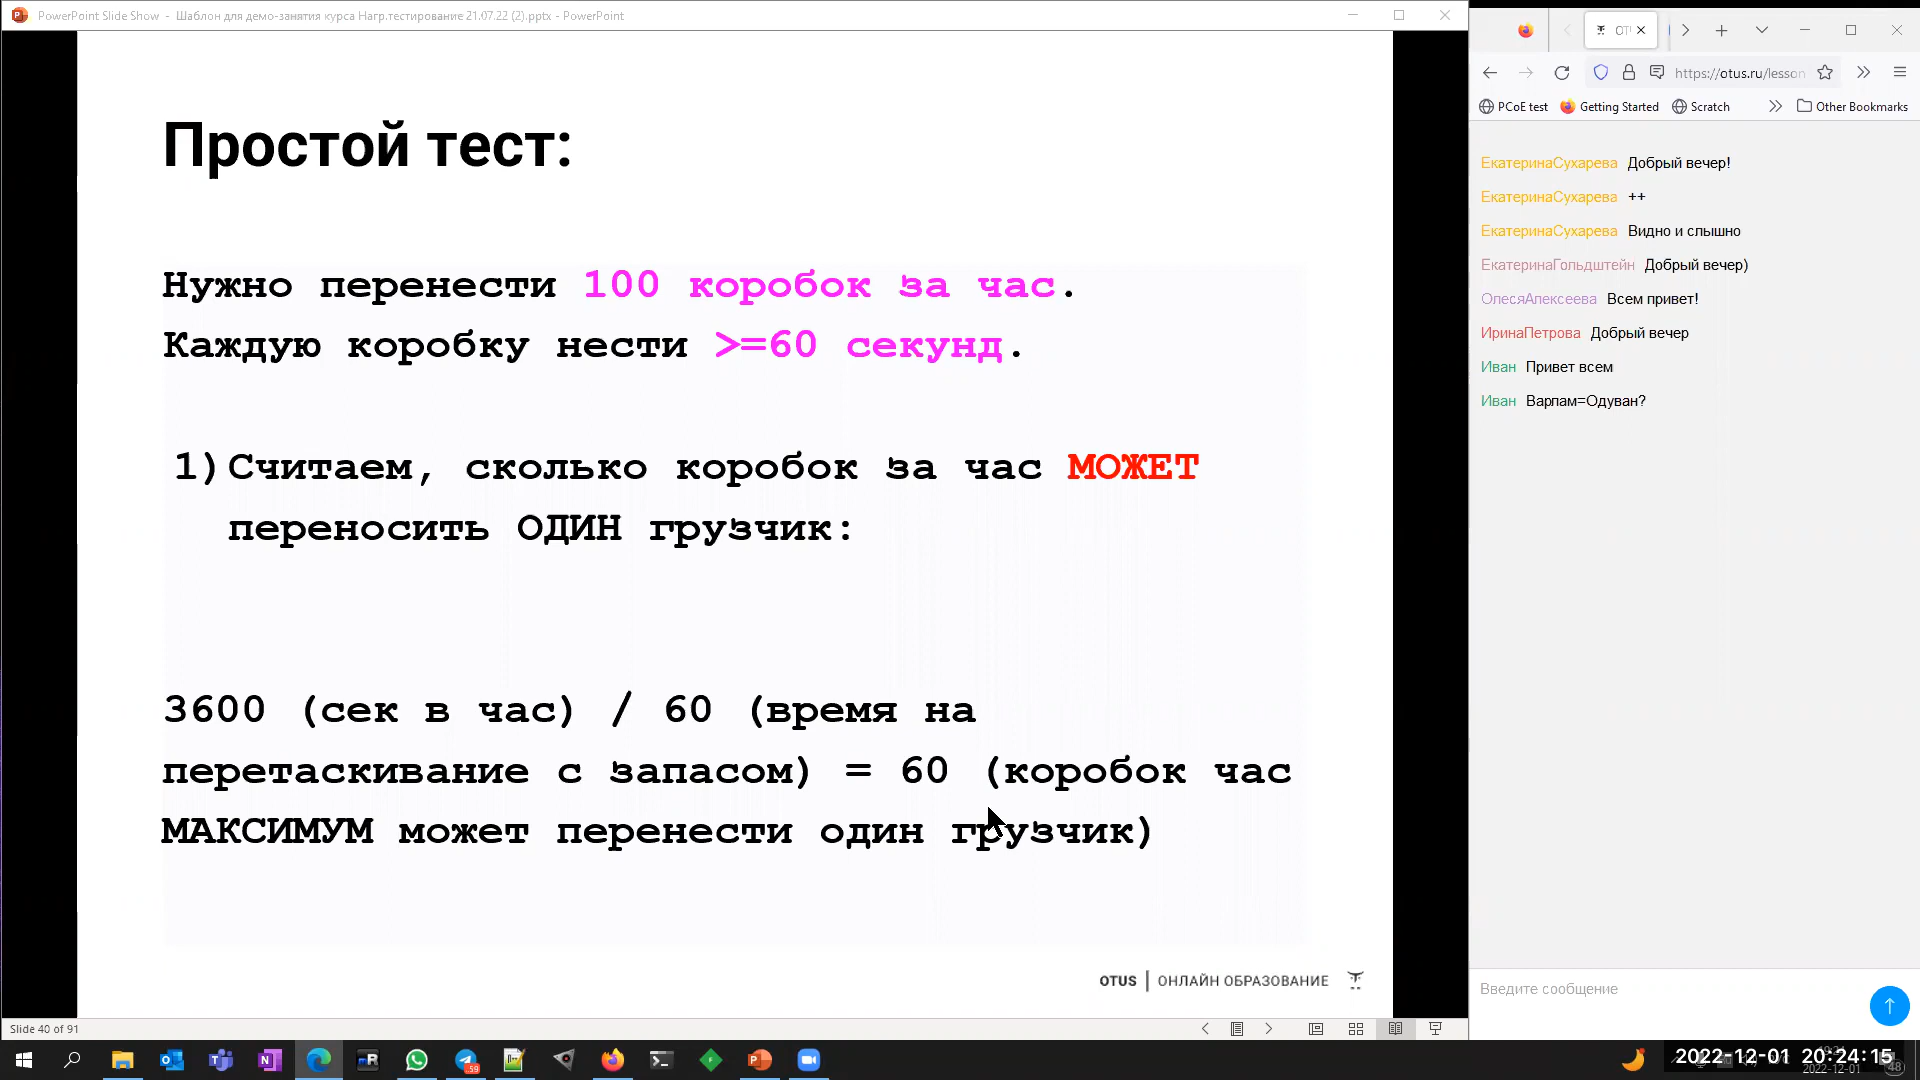 PowerPoint Slide Show - Шаблон для демо-занятия курса Нагр.тестирование 21.07.22 (2).pptx - PowerPoint
Простой тест:
Нужно перенести 100 коробок за час.
Каждую коробку нести >=60 секунд.
1) Считаем, сколько коробок за час МОЖЕТ
переносить ОДИН грузчик:
3600 (сек в час) / 60 (время на
перетаскивание с запасом) = 60 (коробок час
МАКСИМУМ может перенести один грузчик)
OTUS | ОНЛАЙН ОБРАЗОВАНИЕ
Slide 40 of 91
https://otus.ru/lesson
PCoE test
Getting Started
Scratch
Other Bookmarks
ЕкатеринаСухарева Добрый вечер!
ЕкатеринаСухарева ++
ЕкатеринаСухарева Видно и слышно
ЕкатеринаГольдштейн Добрый вечер)
ОлесяАлексеева Всем привет!
ИринаПетрова Добрый вечер
Иван Привет всем
Иван Варлам=Одуван?
Введите сообщение
2022-12-01 20:24:15
2022-12-01